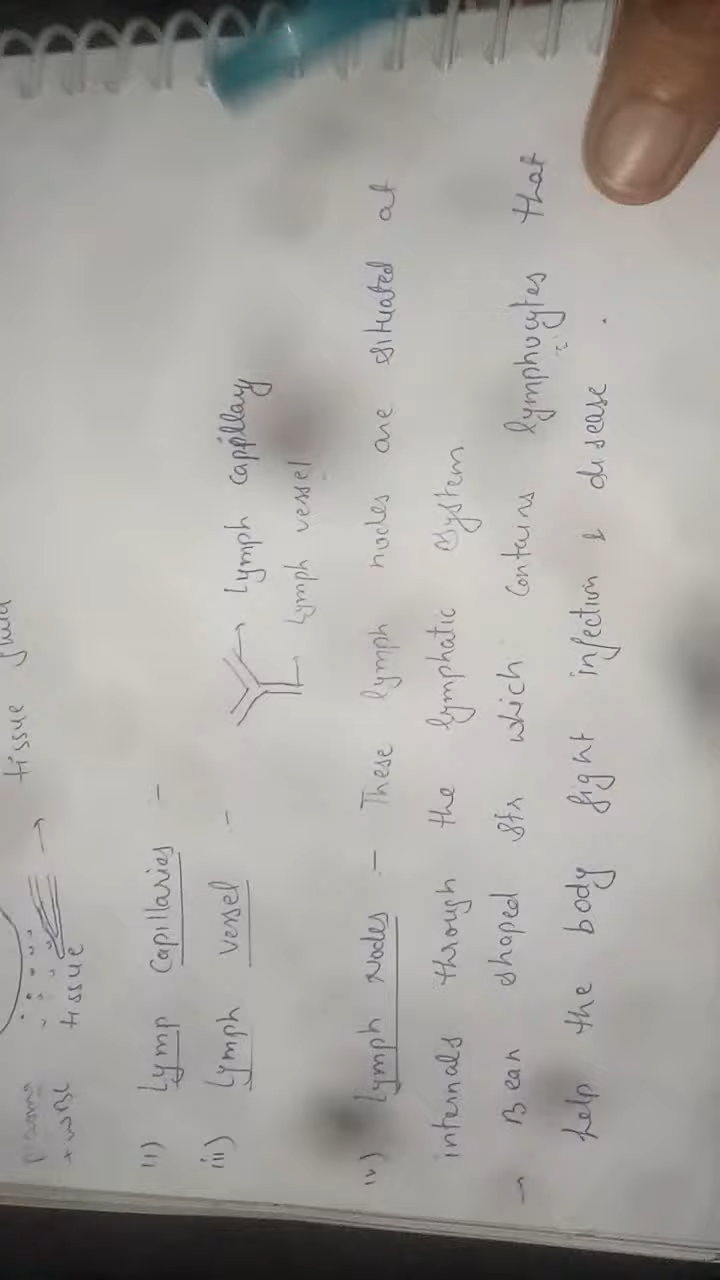 tissue fluid
plasma
+ WBC tissue →
ii) Lymp Capillaries -
→ Lymph Capillary
iii) Lymph Vessel -
→ Lymph vessel
iv) Lymph Nodes :- These lymph nodes are situated at
internals through the lymphatic System
→ Bean shaped Str which Contains lymphocytes that
help the body fight infection & disease.